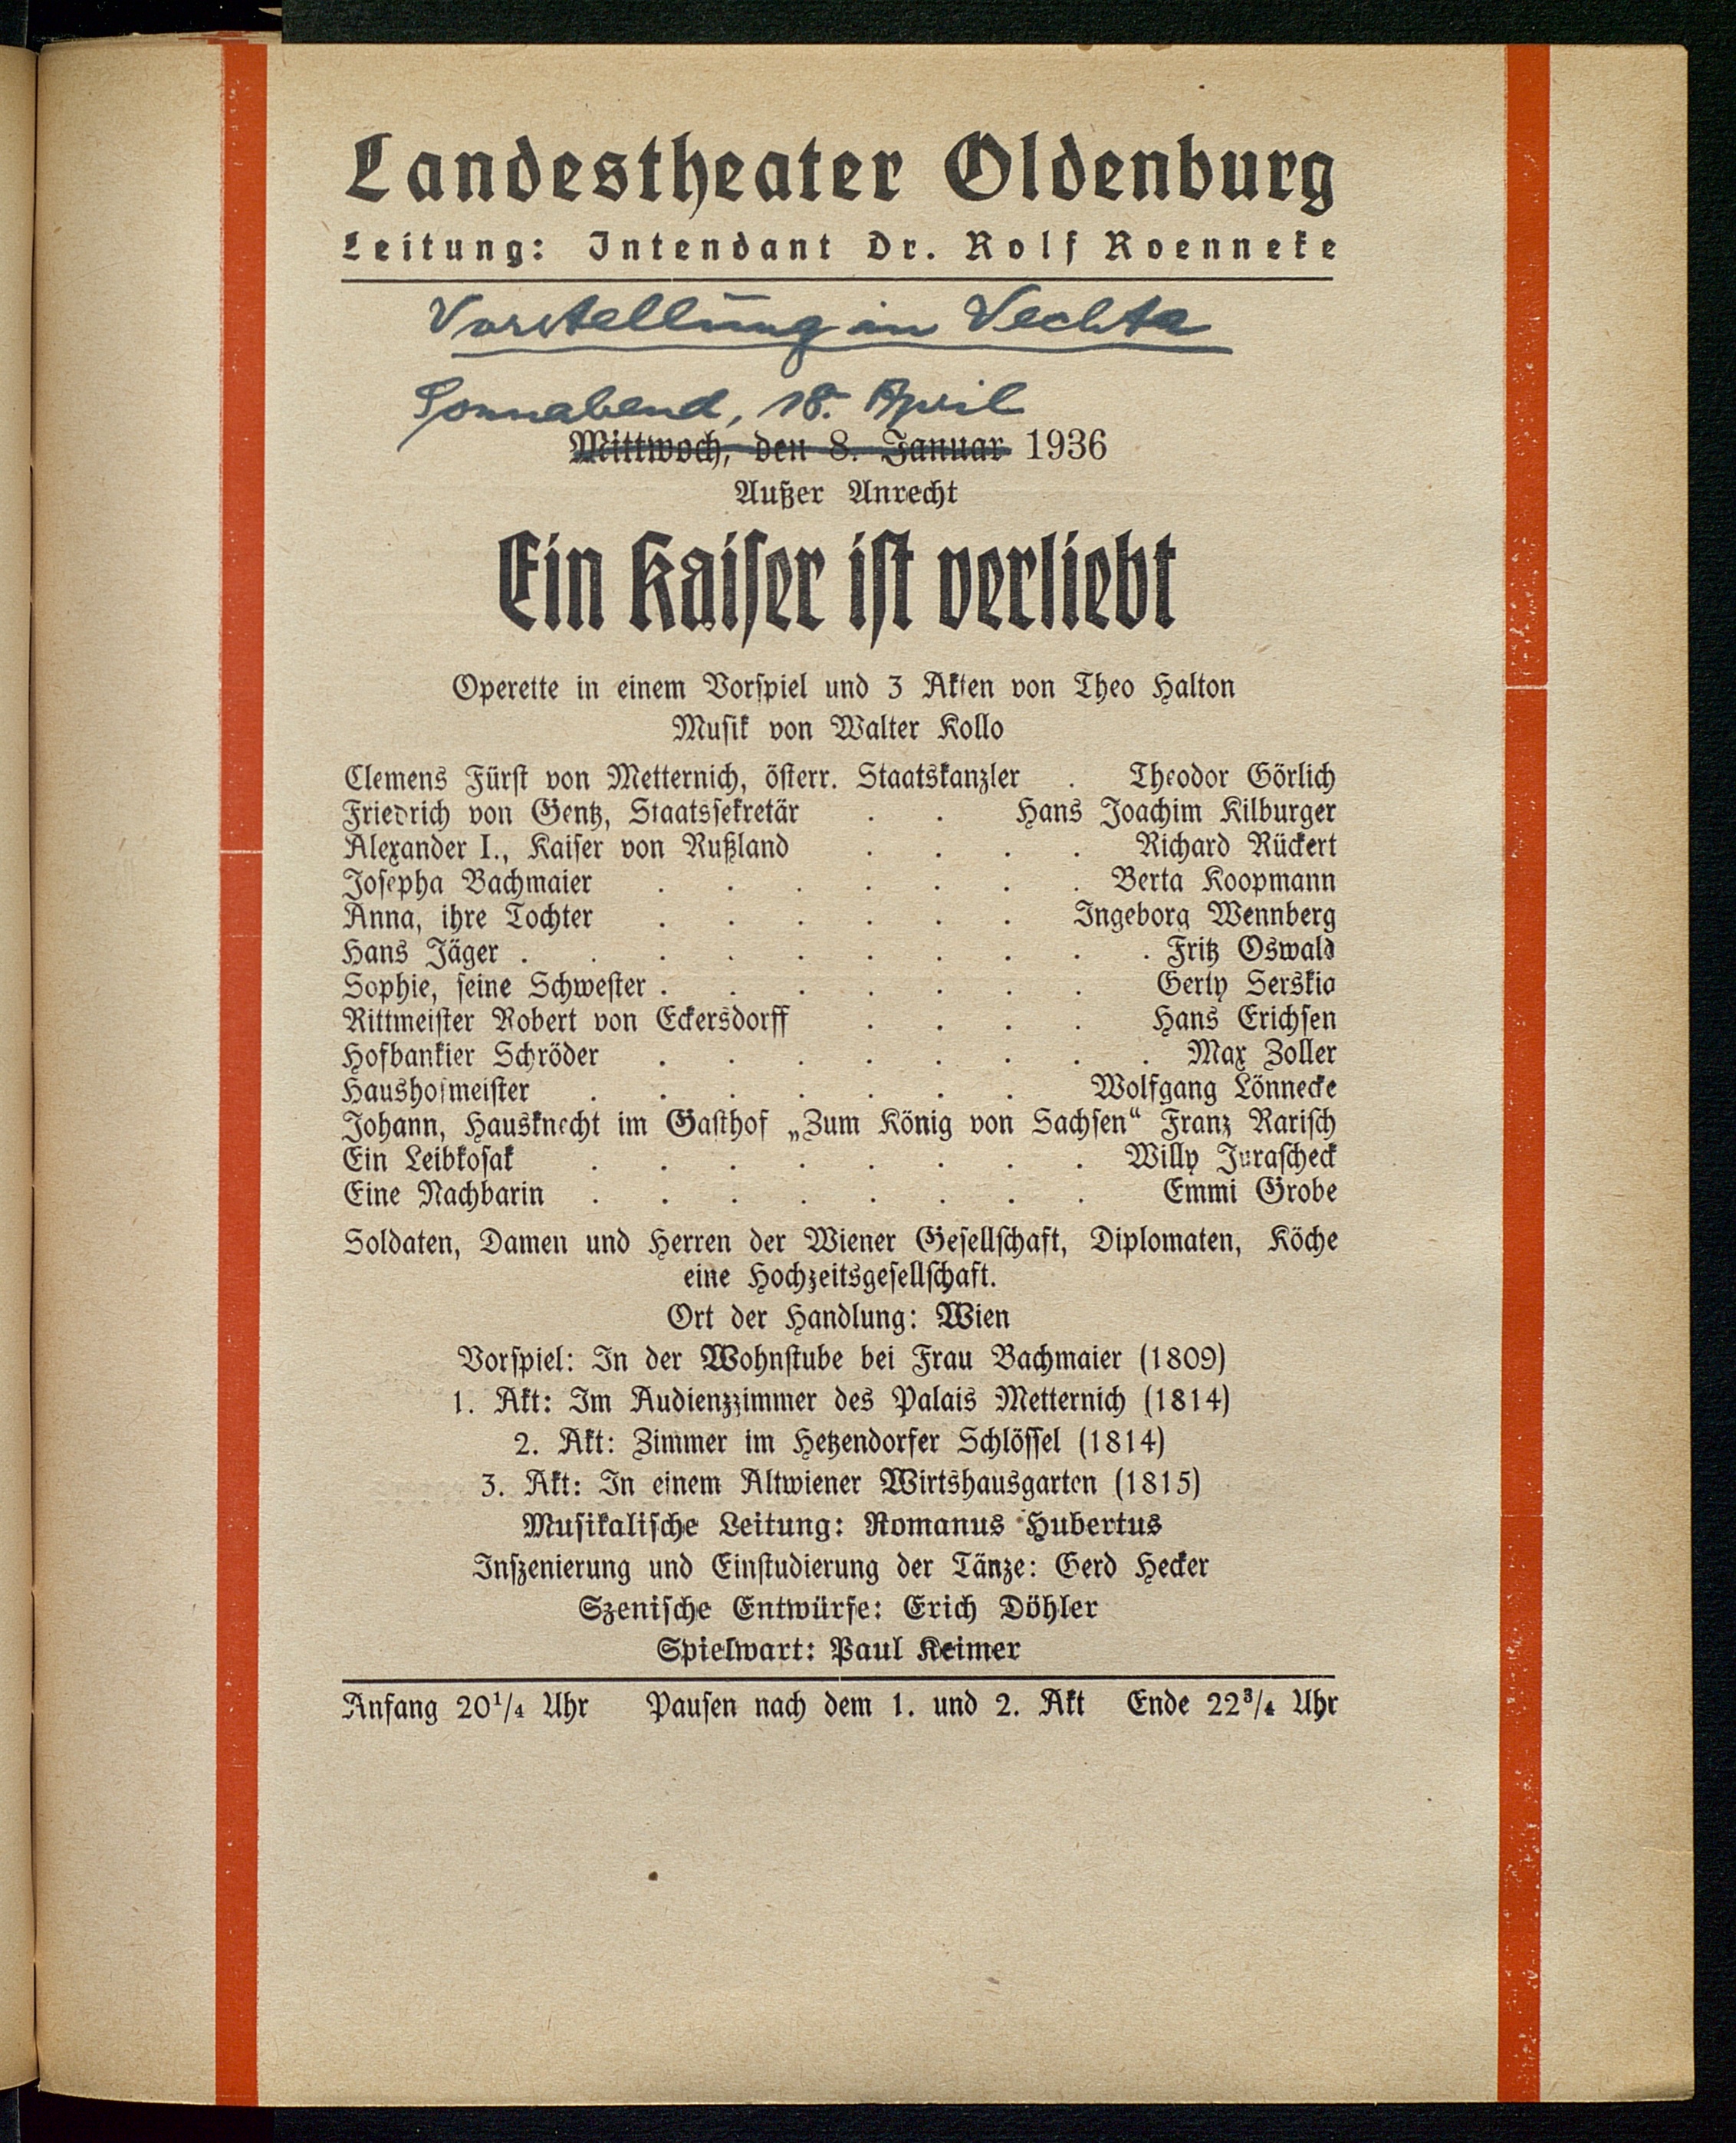 Landestheater Oldenburg
Leitung: Intendant Dr. Rolf Roenneke
Vorstellung in Vechta
Sonnabend, 18. April
Mittwoch, den 8. Januar 1936
Außer Anrecht
Ein Kaiser ist verliebt
Operette in einem Vorspiel und 3 Akten von Theo Halton
Musik von Walter Kollo
Clemens Fürst von Metternich, österr. Staatskanzler . Theodor Görlich
Friedrich von Gentz, Staatssekretär . . Hans Joachim Kilburger
Alexander I., Kaiser von Rußland . . . . Richard Rückert
Josepha Bachmaier . . . . . . . Berta Koopmann
Anna, ihre Tochter . . . . . . Ingeborg Wennberg
Hans Jäger . . . . . . . . . . Fritz Oswald
Sophie, seine Schwester . . . . . . . Gerty Serskia
Rittmeister Robert von Eckersdorff . . . . Hans Erichsen
Hofbankier Schröder . . . . . . . . Max Zoller
Haushofmeister . . . . . . . Wolfgang Lönnecke
Johann, Hausknecht im Gasthof „Zum König von Sachsen“ Franz Rarisch
Ein Leibkosak . . . . . . . . Willy Jurascheck
Eine Nachbarin . . . . . . . . Emmi Grobe
Soldaten, Damen und Herren der Wiener Gesellschaft, Diplomaten, Köche
eine Hochzeitsgesellschaft.
Ort der Handlung: Wien
Vorspiel: In der Wohnstube bei Frau Bachmaier (1809)
1. Akt: Im Audienzzimmer des Palais Metternich (1814)
2. Akt: Zimmer im Hetzendorfer Schlössel (1814)
3. Akt: In einem Altwiener Wirtshausgarten (1815)
Musikalische Leitung: Romanus Hubertus
Inszenierung und Einstudierung der Tänze: Gerd Hecker
Szenische Entwürfe: Erich Döhler
Spielwart: Paul Keimer
Anfang 20¹/₄ Uhr Pausen nach dem 1. und 2. Akt Ende 22³/₄ Uhr